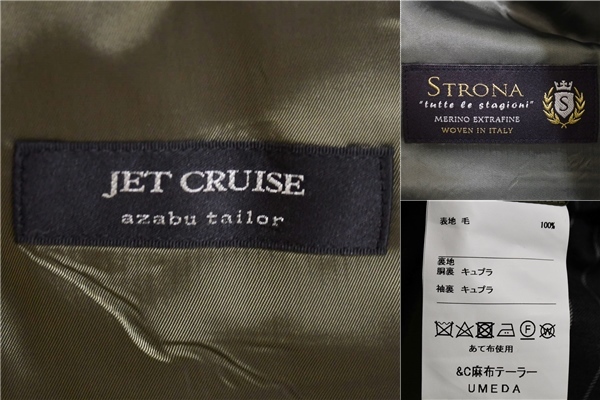 JET CRUISE
azabu tailor
STRONA
"tutte le stagioni"
MERINO EXTRAFINE
WOVEN IN ITALY
S
表地 毛 100%
裏地
胴裏 キュプラ
袖裏 キュプラ
あて布使用
&C麻布テーラー
UMEDA